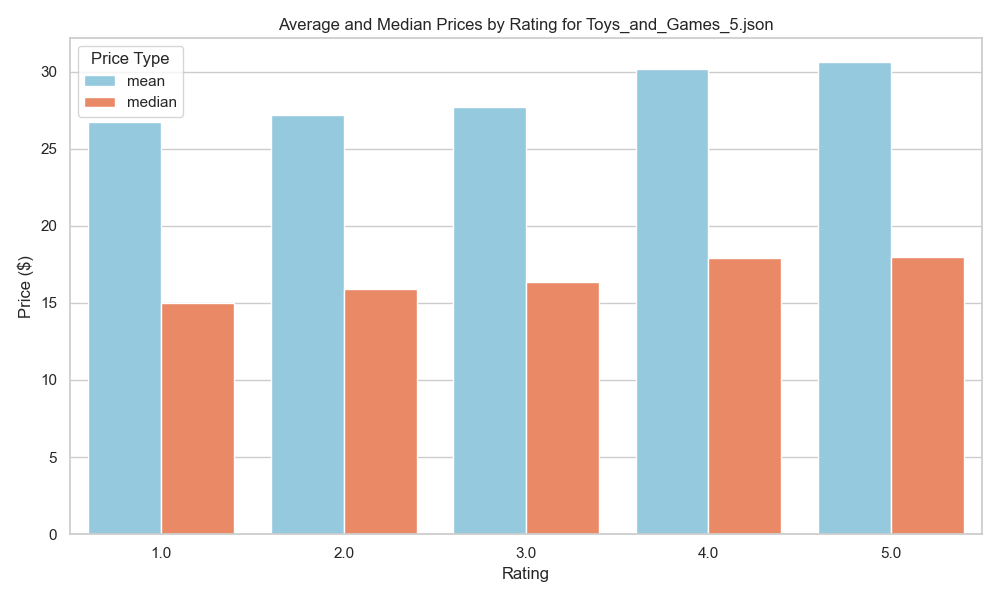 Average and Median Prices by Rating for Toys_and_Games_5.json
Price Type
mean
median
Price ($)
30
25
20
15
10
5
0
1.0 2.0 3.0 4.0 5.0
Rating